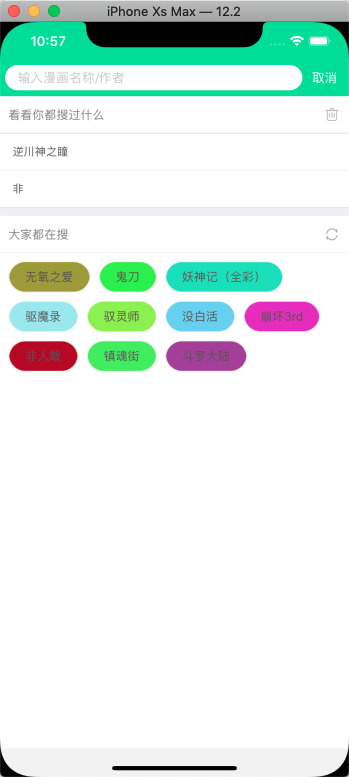 iPhone Xs Max — 12.2
10:57
输入漫画名称/作者 取消
看看你都搜过什么
逆川神之瞳
非
大家都在搜
无氧之爱 鬼刀 妖神记（全彩）
驱魔录 驭灵师 没白活 崩坏3rd
非人哉 镇魂街 斗罗大陆